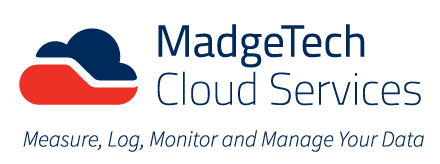 MadgeTech
Cloud Services
Measure, Log, Monitor and Manage Your Data